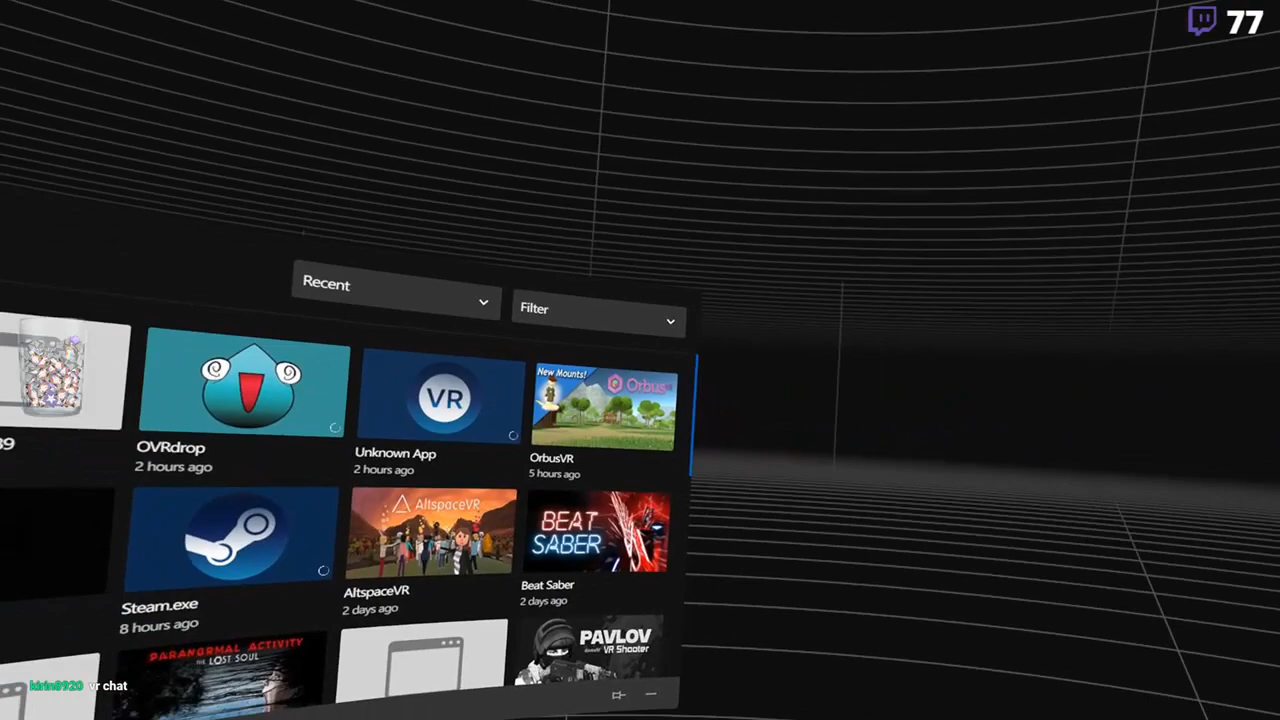 77
Recent
Filter
New Mounts!
Orbus
VR
39
OVRdrop
2 hours ago
Unknown App
2 hours ago
OrbusVR
5 hours ago
AltspaceVR
BEAT
SABER
Steam.exe
8 hours ago
AltspaceVR
2 days ago
Beat Saber
2 days ago
PARANORMAL ACTIVITY
THE LOST SOUL
PAVLOV
VR Shooter
kirin8920 vr chat